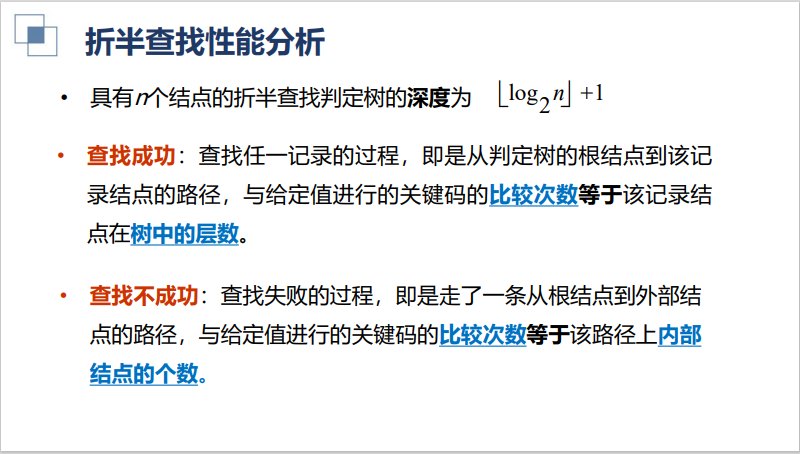 折半查找性能分析
• 具有n个结点的折半查找判定树的深度为 ⌊log₂n⌋+1
• 查找成功：查找任一记录的过程，即是从判定树的根结点到该记
录结点的路径，与给定值进行的关键码的比较次数等于该记录结
点在树中的层数。
• 查找不成功：查找失败的过程，即是走了一条从根结点到外部结
点的路径，与给定值进行的关键码的比较次数等于该路径上内部
结点的个数。